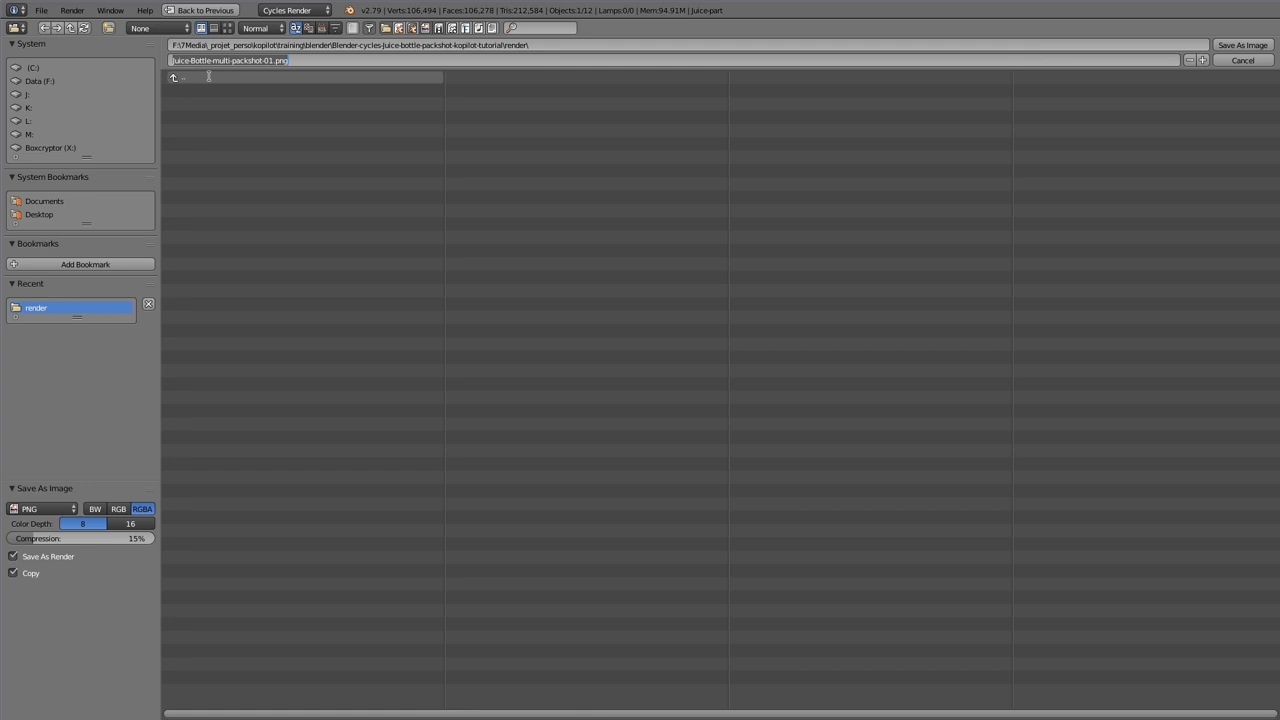 File Render Window Help Back to Previous Cycles Render v2.79 | Verts:106,494 | Faces:106,278 | Tris:212,584 | Objects:1/12 | Lamps:0/0 | Mem:94.91M | Juice-part
None Normal
System
F:\7Media\_projet_perso\kopilot\training\blender\Blender-cycles-Juice-bottle-packshot-kopilot-tutorial\render\ Save As Image
Juice-Bottle-multi-packshot-01.png Cancel
(C:)
..
Data (F:)
J:
K:
L:
M:
Boxcryptor (X:)
System Bookmarks
Documents
Desktop
Bookmarks
Add Bookmark
Recent
render
Save As Image
PNG BW RGB RGBA
Color Depth: 8 16
Compression: 15%
Save As Render
Copy